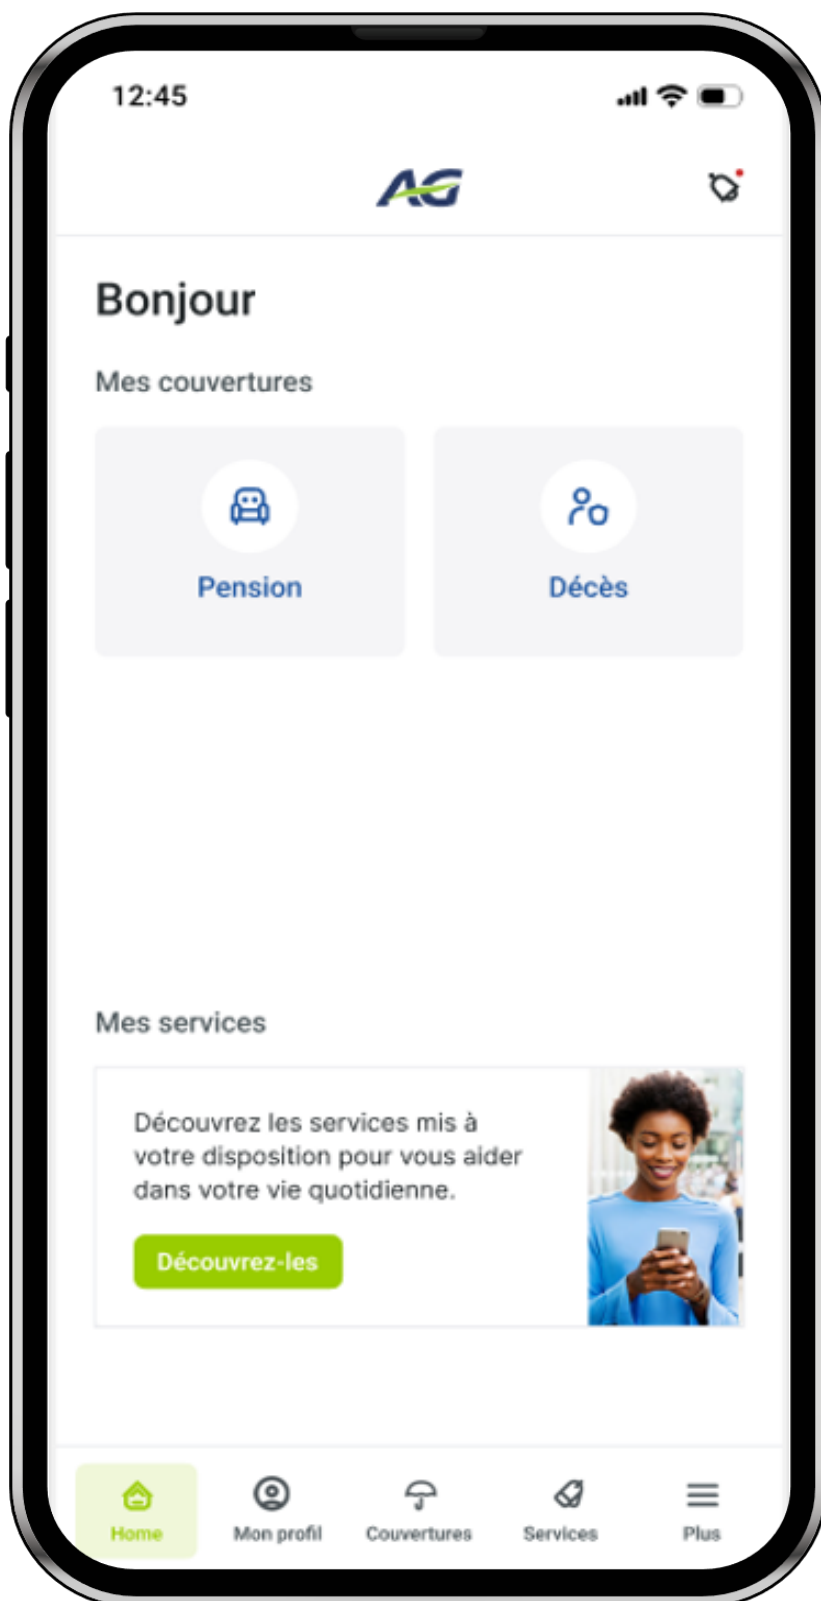 12:45
AG
Bonjour
Mes couvertures
Pension
Décès
Mes services
Découvrez les services mis à
votre disposition pour vous aider
dans votre vie quotidienne.
Découvrez-les
Home
Mon profil
Couvertures
Services
Plus